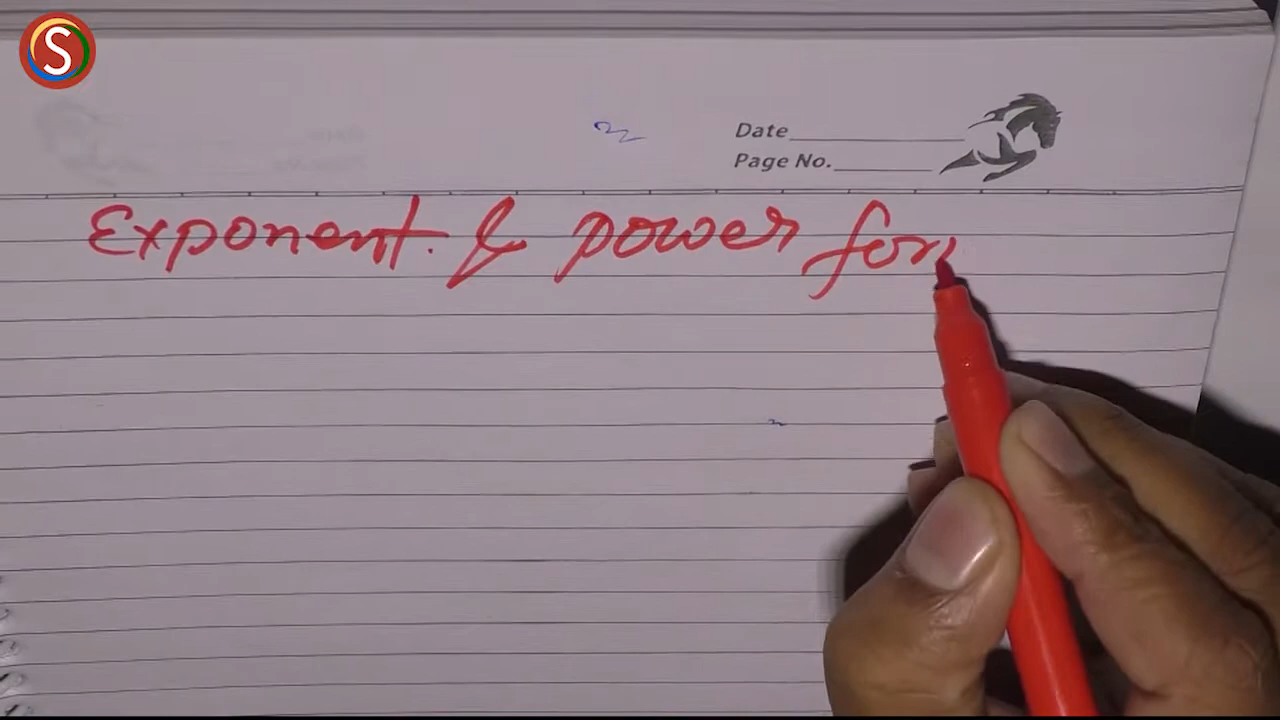 S
Date
Page No.
Exponent. & power for